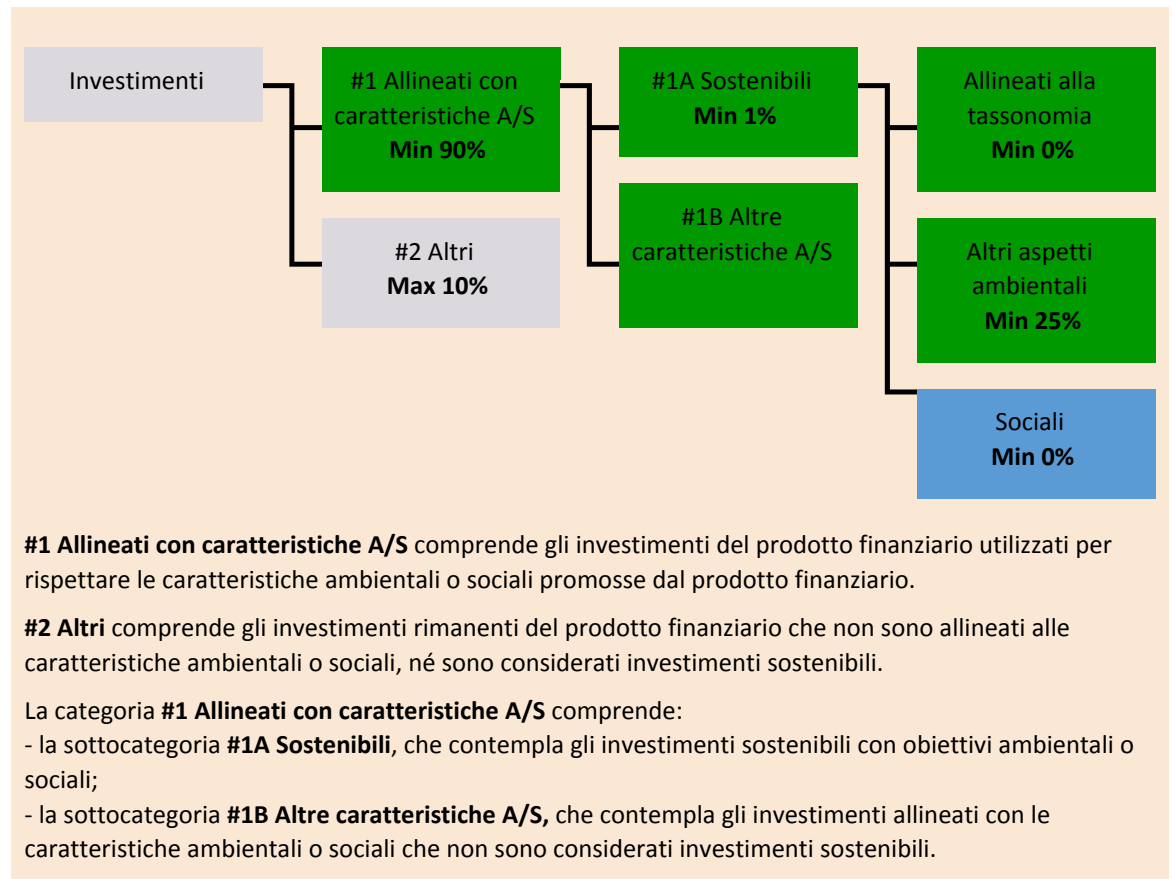 Investimenti
#1 Allineati con
caratteristiche A/S
Min 90%
#2 Altri
Max 10%
#1A Sostenibili
Min 1%
#1B Altre
caratteristiche A/S
Allineati alla
tassonomia
Min 0%
Altri aspetti
ambientali
Min 25%
Sociali
Min 0%
#1 Allineati con caratteristiche A/S comprende gli investimenti del prodotto finanziario utilizzati per
rispettare le caratteristiche ambientali o sociali promosse dal prodotto finanziario.
#2 Altri comprende gli investimenti rimanenti del prodotto finanziario che non sono allineati alle
caratteristiche ambientali o sociali, né sono considerati investimenti sostenibili.
La categoria #1 Allineati con caratteristiche A/S comprende:
- la sottocategoria #1A Sostenibili, che contempla gli investimenti sostenibili con obiettivi ambientali o
sociali;
- la sottocategoria #1B Altre caratteristiche A/S, che contempla gli investimenti allineati con le
caratteristiche ambientali o sociali che non sono considerati investimenti sostenibili.